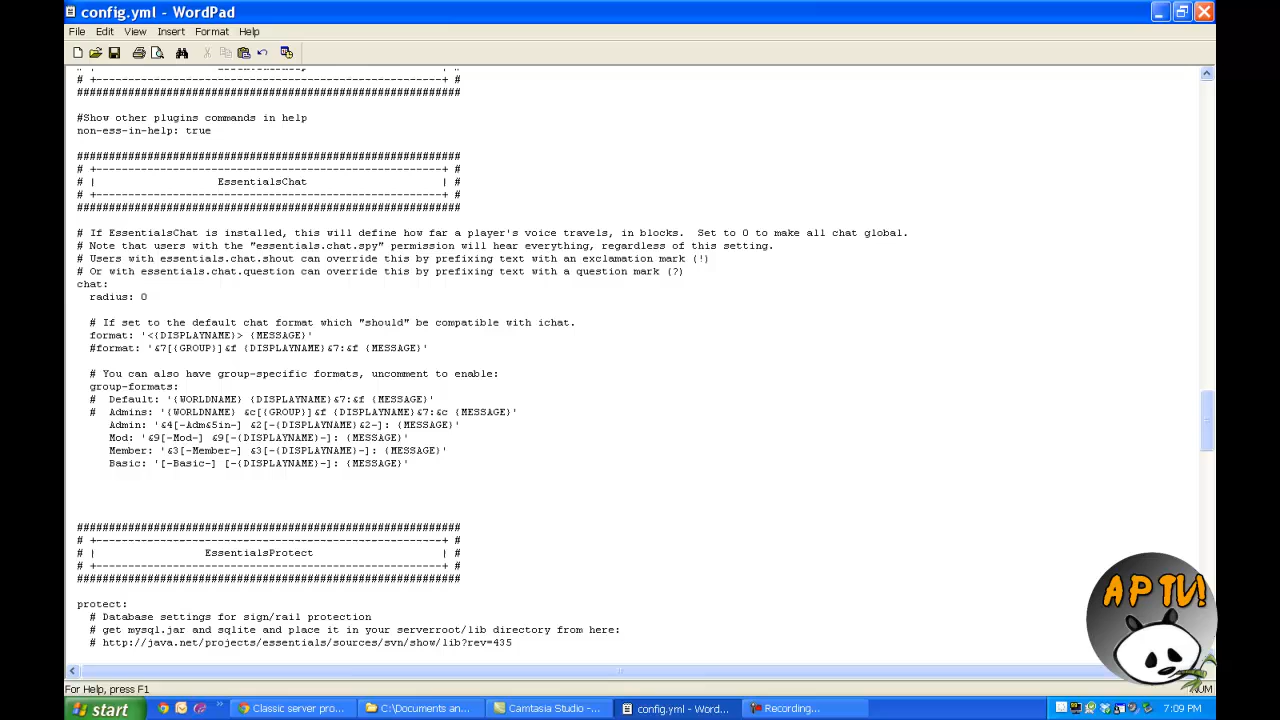 config.yml - WordPad
File Edit View Insert Format Help
# +-------------------------------------------------------+ #
############################################################
#Show other plugins commands in help
non-ess-in-help: true
############################################################
# +-------------------------------------------------------+ #
# | EssentialsChat | #
# +-------------------------------------------------------+ #
############################################################
# If EssentialsChat is installed, this will define how far a player's voice travels, in blocks.  Set to 0 to make all chat global.
# Note that users with the "essentials.chat.spy" permission will hear everything, regardless of this setting.
# Users with essentials.chat.shout can override this by prefixing text with an exclamation mark (!)
# Or with essentials.chat.question can override this by prefixing text with a question mark (?)
chat:
radius: 0
# If set to the default chat format which "should" be compatible with ichat.
format: '<{DISPLAYNAME}> {MESSAGE}'
#format: '&7[{GROUP}]&f {DISPLAYNAME}&7:&f {MESSAGE}'
# You can also have group-specific formats, uncomment to enable:
group-formats:
#  Default: '{WORLDNAME} {DISPLAYNAME}&7:&f {MESSAGE}'
#  Admins: '{WORLDNAME} &c[{GROUP}]&f {DISPLAYNAME}&7:&c {MESSAGE}'
Admin: '&4[-Adm&5in-] &2[-{DISPLAYNAME}&2-]: {MESSAGE}'
Mod: '&9[-Mod-] &9[-{DISPLAYNAME}-]: {MESSAGE}'
Member: '&3[-Member-] &3[-{DISPLAYNAME}-]: {MESSAGE}'
Basic: '[-Basic-] [-{DISPLAYNAME}-]: {MESSAGE}'
############################################################
# +-------------------------------------------------------+ #
# | EssentialsProtect | #
# +-------------------------------------------------------+ #
############################################################
protect:
# Database settings for sign/rail protection
# get mysql.jar and sqlite and place it in your serverroot/lib directory from here:
# http://java.net/projects/essentials/sources/svn/show/lib?rev=435
AP TV!
For Help, press F1
NUM
start
Classic server pro...
C:\Documents an...
Camtasia Studio - ...
config.yml - Word...
Recording...
7:09 PM